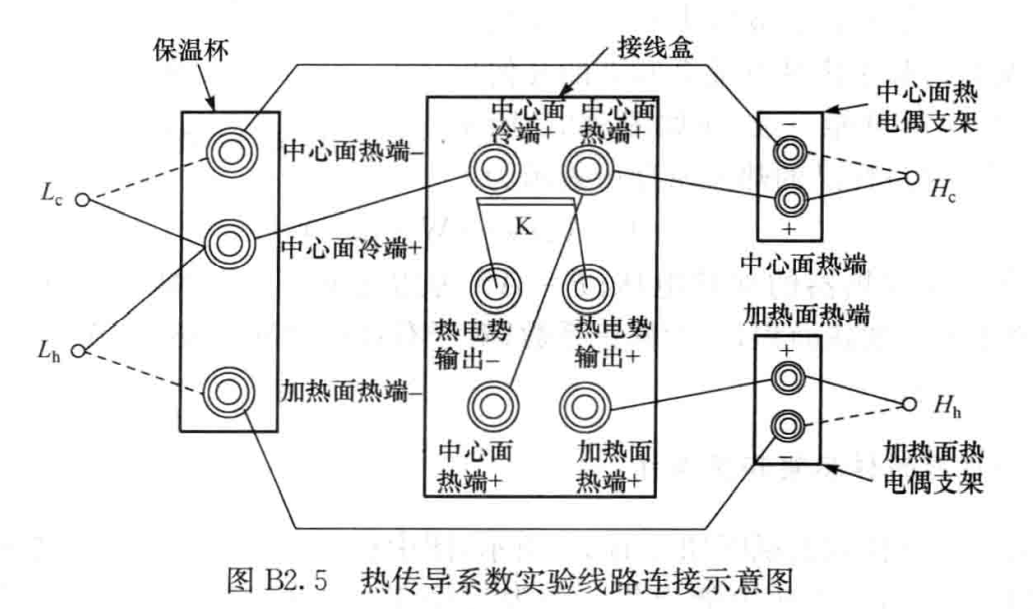 保温杯
接线盒
中心面热
电偶支架
中心面
冷端+
中心面
热端+
中心面热端−
−
L_c
H_c
K
+
中心面冷端+
中心面热端
加热面热端
热电势
输出−
热电势
输出+
+
L_h
加热面热端−
H_h
−
中心面
热端+
加热面
热端+
加热面热
电偶支架
图 B2.5 热传导系数实验线路连接示意图